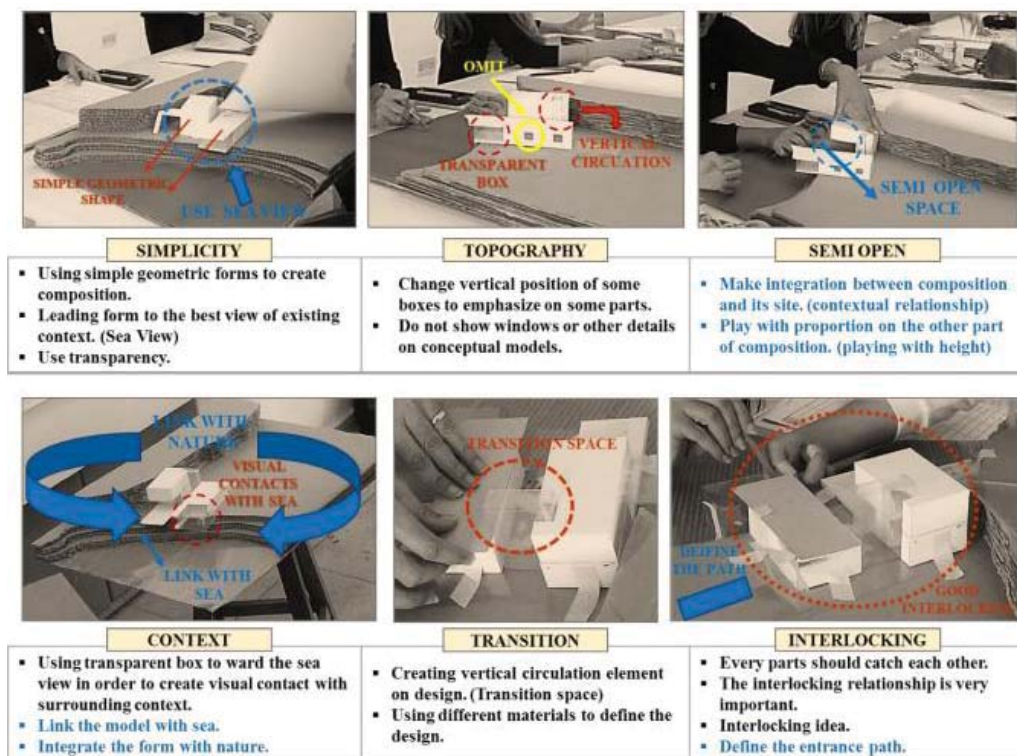 SIMPLE GEOMETRIC
SHAPE
USE SEA VIEW
OMIT
TRANSPARENT
BOX
VERTICAL
CIRCUATION
SEMI OPEN
SPACE
SIMPLICITY
▪ Using simple geometric forms to create
composition.
▪ Leading form to the best view of existing
context. (Sea View)
▪ Use transparency.
TOPOGRAPHY
▪ Change vertical position of some
boxes to emphasize on some parts.
▪ Do not show windows or other details
on conceptual models.
SEMI OPEN
▪ Make integration between composition
and its site. (contextual relationship)
▪ Play with proportion on the other part
of composition. (playing with height)
LINK WITH
NATURE
VISUAL
CONTACTS
WITH SEA
LINK WITH
SEA
TRANSITION SPACE
DEIFINE
THE PATH
GOOD
INTERLOCKING
CONTEXT
▪ Using transparent box to ward the sea
view in order to create visual contact with
surrounding context.
▪ Link the model with sea.
▪ Integrate the form with nature.
TRANSITION
▪ Creating vertical circulation element
on design. (Transition space)
▪ Using different materials to define the
design.
INTERLOCKING
▪ Every parts should catch each other.
▪ The interlocking relationship is very
important.
▪ Interlocking idea.
▪ Define the entrance path.